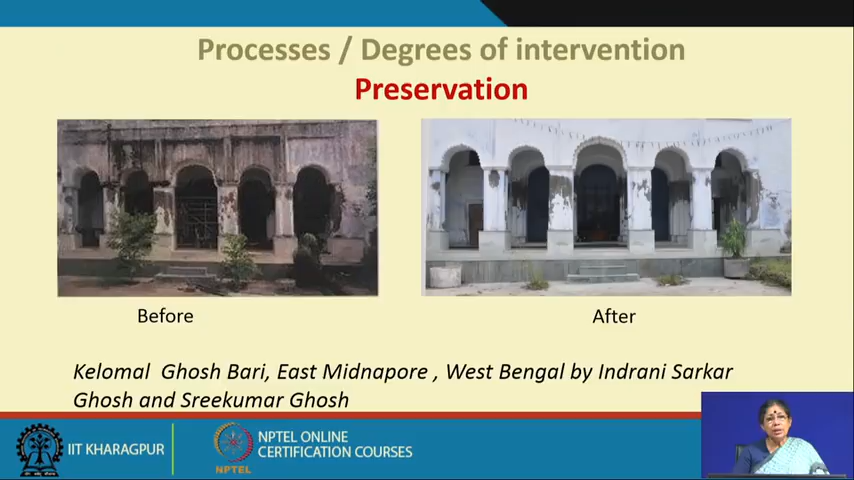 Processes / Degrees of intervention
Preservation
Before
After
Kelomal Ghosh Bari, East Midnapore , West Bengal by Indrani Sarkar
Ghosh and Sreekumar Ghosh
IIT KHARAGPUR
NPTEL
NPTEL ONLINE
CERTIFICATION COURSES